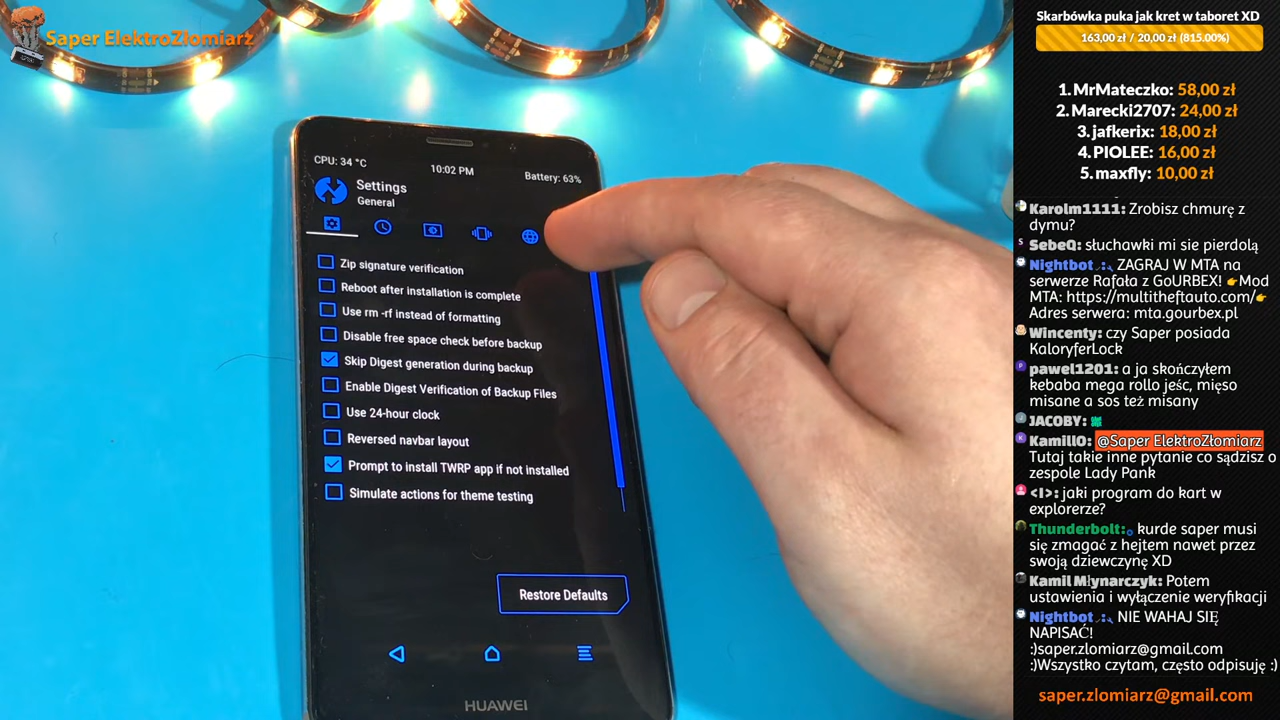 Saper ElektroZłomiarz
CPU: 34 °C
10:02 PM
Battery: 63%
Settings
General
Zip signature verification
Reboot after installation is complete
Use rm -rf instead of formatting
Disable free space check before backup
Skip Digest generation during backup
Enable Digest Verification of Backup Files
Use 24-hour clock
Reversed navbar layout
Prompt to install TWRP app if not installed
Simulate actions for theme testing
Restore Defaults
HUAWEI
Skarbówka puka jak kret w taboret XD
163,00 zł / 20,00 zł (815.00%)
1. MrMateczko: 58,00 zł
2. Marecki2707: 24,00 zł
3. jafkerix: 18,00 zł
4. PIOLEE: 16,00 zł
5. maxfly: 10,00 zł
Karolm1111: Zrobisz chmurę z
dymu?
SebeQ: słuchawki mi sie pierdolą
Nightbot: ZAGRAJ W MTA na
serwerze Rafała z GoURBEX! 👉Mod
MTA: https://multitheftauto.com/👉
Adres serwera: mta.gourbex.pl
Wincenty: czy Saper posiada
KaloryferLock
pawel1201: a ja skończyłem
kebaba mega rollo jeśc, mięso
misane a sos też misany
JACOBY:
KamillO: @Saper ElektroZłomiarz
Tutaj takie inne pytanie co sądzisz o
zespole Lady Pank
<I>: jaki program do kart w
explorerze?
Thunderbolt: kurde saper musi
się zmagać z hejtem nawet przez
swoją dziewczynę XD
Kamil Młynarczyk: Potem
ustawienia i wyłączenie weryfikacji
Nightbot: NIE WAHAJ SIĘ
NAPISAĆ!
:)saper.zlomiarz@gmail.com
:)Wszystko czytam, często odpisuję :)
saper.zlomiarz@gmail.com